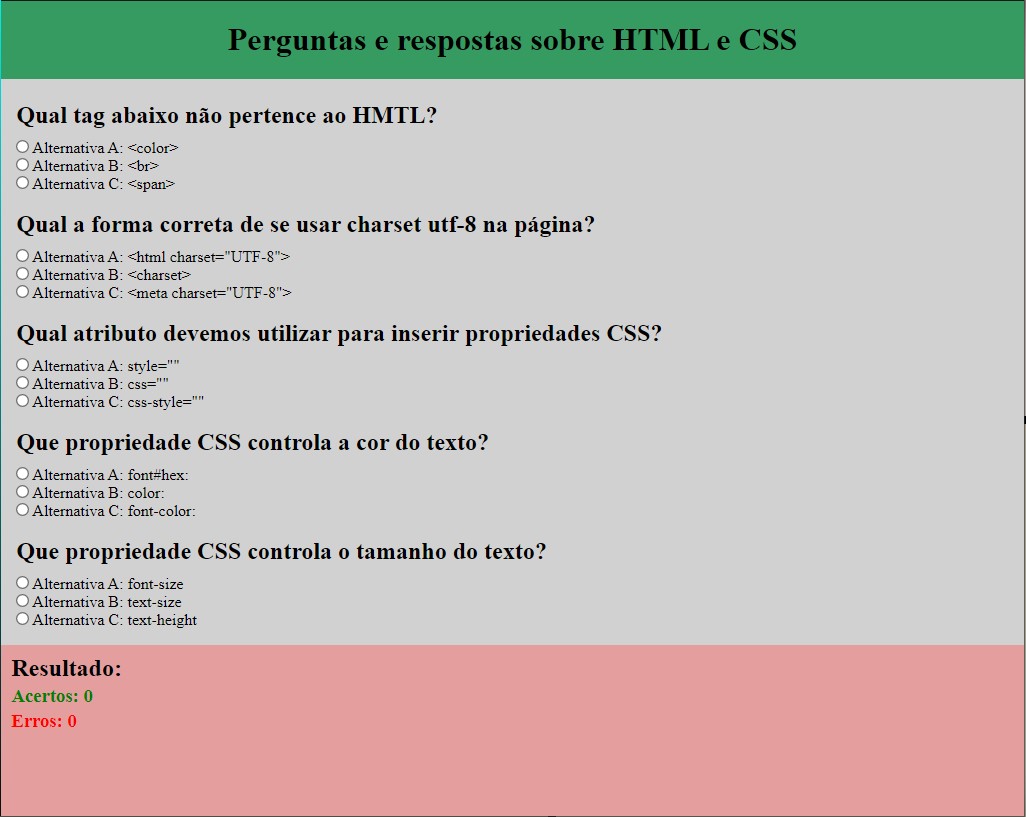 Perguntas e respostas sobre HTML e CSS
Qual tag abaixo não pertence ao HMTL?
Alternativa A: <color>
Alternativa B: <br>
Alternativa C: <span>
Qual a forma correta de se usar charset utf-8 na página?
Alternativa A: <html charset="UTF-8">
Alternativa B: <charset>
Alternativa C: <meta charset="UTF-8">
Qual atributo devemos utilizar para inserir propriedades CSS?
Alternativa A: style=""
Alternativa B: css=""
Alternativa C: css-style=""
Que propriedade CSS controla a cor do texto?
Alternativa A: font#hex:
Alternativa B: color:
Alternativa C: font-color:
Que propriedade CSS controla o tamanho do texto?
Alternativa A: font-size
Alternativa B: text-size
Alternativa C: text-height
Resultado:
Acertos: 0
Erros: 0